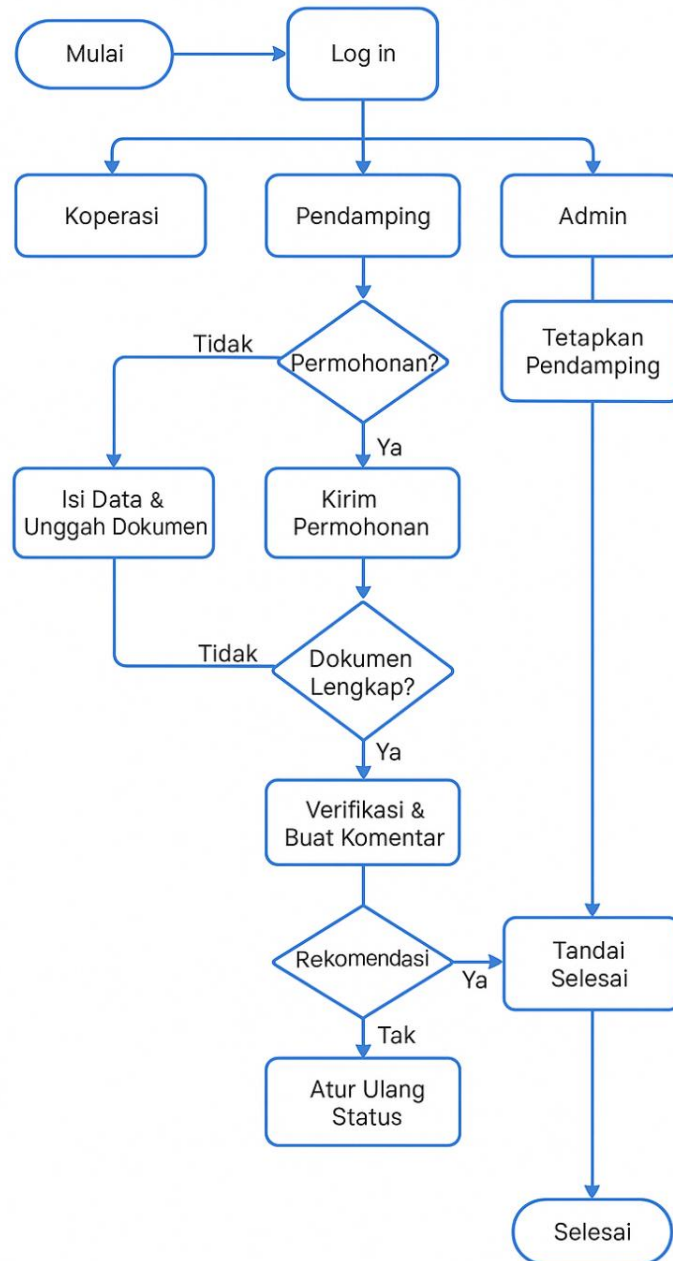 Mulai
Log in
Koperasi
Pendamping
Admin
Tetapkan
Pendamping
Tidak
Permohonan?
Ya
Isi Data &
Unggah Dokumen
Kirim
Permohonan
Tidak
Dokumen
Lengkap?
Ya
Verifikasi &
Buat Komentar
Rekomendasi
Ya
Tandai
Selesai
Tak
Atur Ulang
Status
Selesai